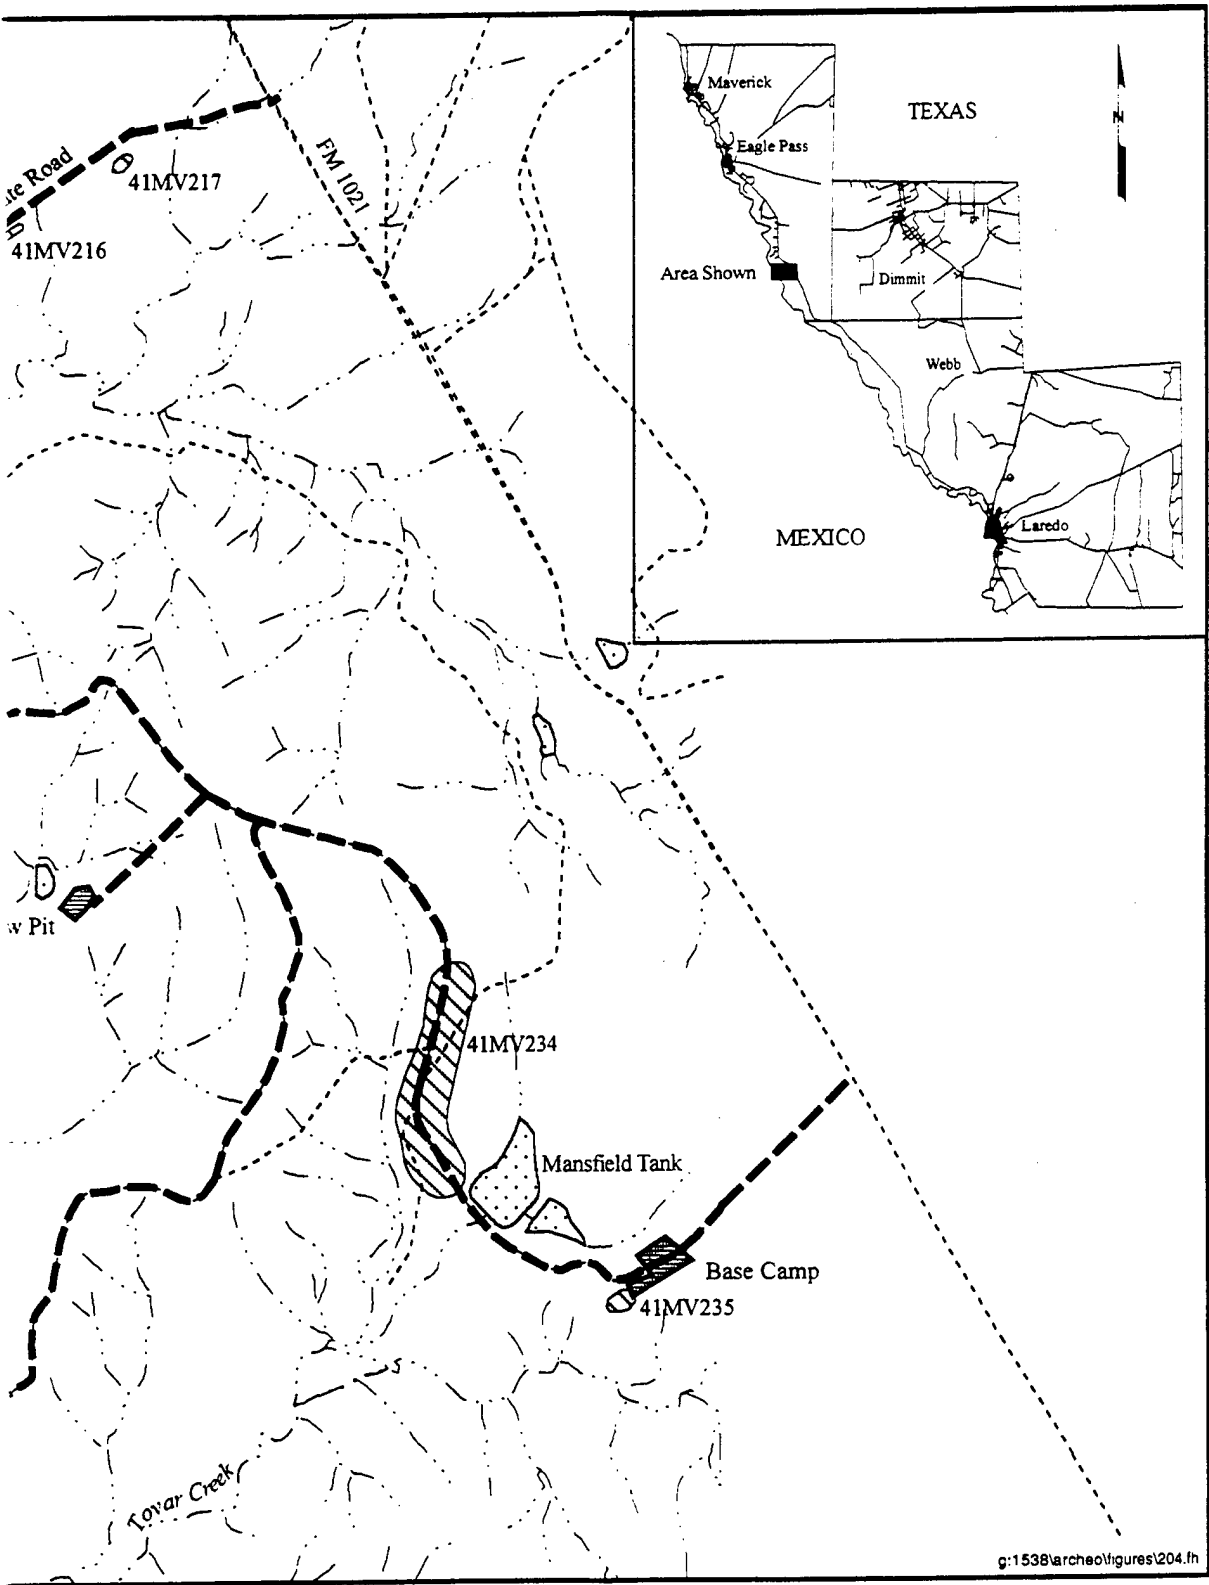 Maverick
TEXAS
N
Eagle Pass
FM 1021
Road
41MV217
41MV216
Area Shown
Dimmit
Webb
Laredo
MEXICO
Pit
41MV234
Mansfield Tank
Base Camp
41MV235
Tovar Creek
g:1538\archeo\figures\204.fh